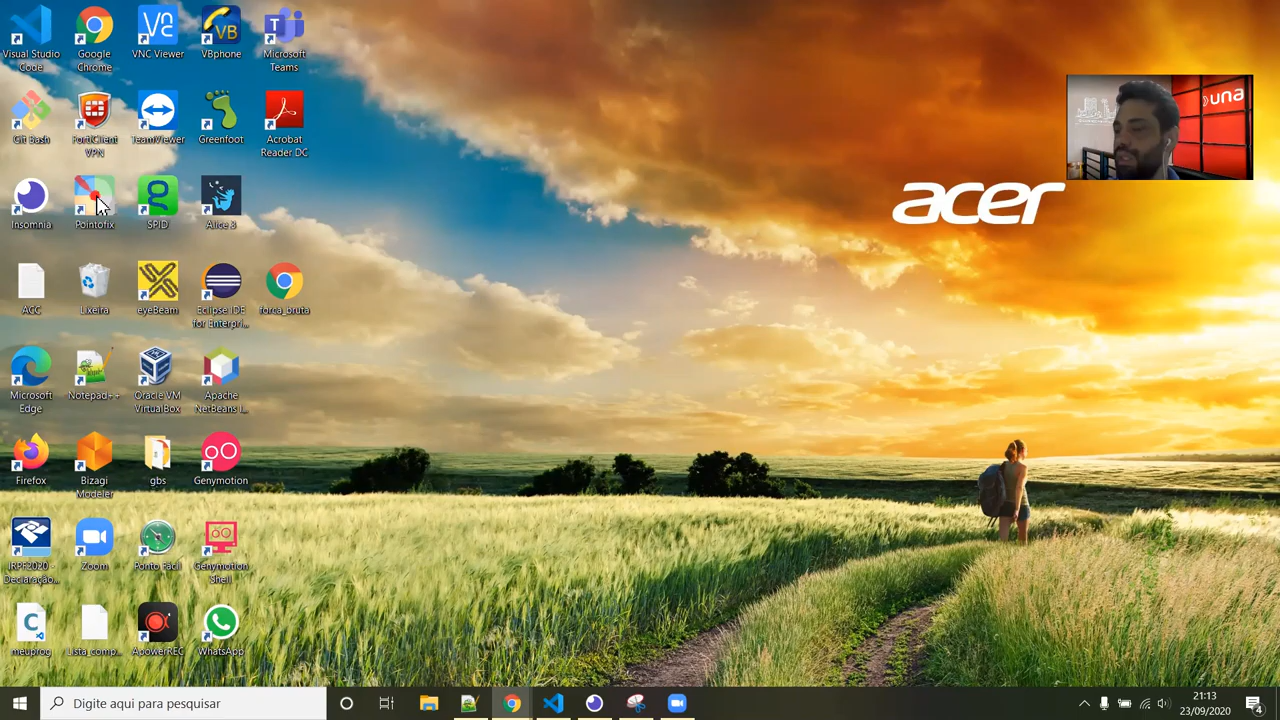 Visual Studio
Code
Google
Chrome
VNC Viewer
VBphone
Microsoft
Teams
Git Bash
FortiClient
VPN
TeamViewer
Greenfoot
Acrobat
Reader DC
Insomnia
Pointofix
SPID
Alice 3
ACC
Lixeira
eyeBeam
Eclipse IDE
for Enterpri...
forca_bruta
Microsoft
Edge
Notepad++
Oracle VM
VirtualBox
Apache
NetBeans I...
Firefox
Bizagi
Modeler
gbs
Genymotion
IRPF2020 -
Declaração...
Zoom
Ponto Fácil
Genymotion
Shell
meuprog
Lista_comp...
ApowerREC
WhatsApp
acer
una
Digite aqui para pesquisar
21:13
23/09/2020
4